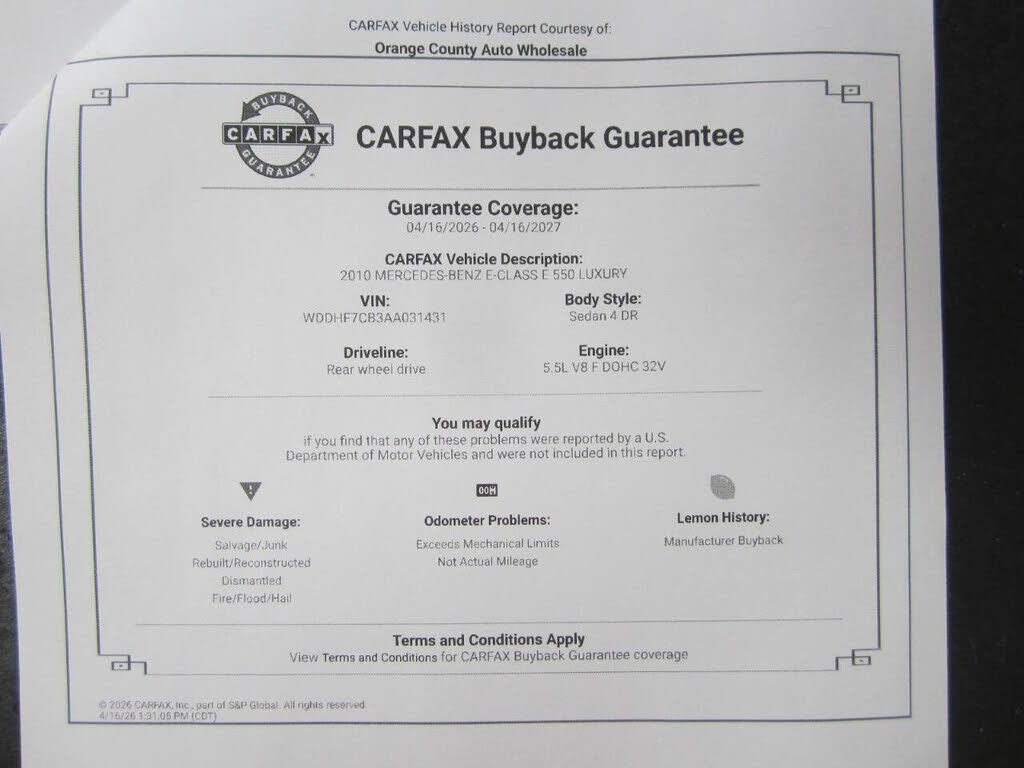 CARFAX Vehicle History Report Courtesy of:
Orange County Auto Wholesale
BUYBACK
CARFAX
GUARANTEE
CARFAX Buyback Guarantee
Guarantee Coverage:
04/16/2026 - 04/16/2027
CARFAX Vehicle Description:
2010 MERCEDES-BENZ E-CLASS E 550 LUXURY
VIN:
WDDHF7CB3AA031431
Body Style:
Sedan 4 DR
Driveline:
Rear wheel drive
Engine:
5.5L V8 F DOHC 32V
You may qualify
if you find that any of these problems were reported by a U.S.
Department of Motor Vehicles and were not included in this report.
Severe Damage:
Salvage/Junk
Rebuilt/Reconstructed
Dismantled
Fire/Flood/Hail
Odometer Problems:
Exceeds Mechanical Limits
Not Actual Mileage
Lemon History:
Manufacturer Buyback
Terms and Conditions Apply
View Terms and Conditions for CARFAX Buyback Guarantee coverage
© 2026 CARFAX, Inc., part of S&P Global. All rights reserved.
4/16/26 1:31:05 PM (CDT)